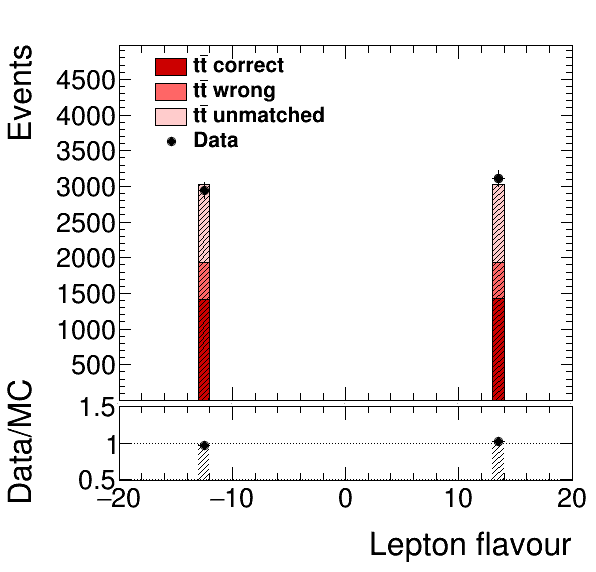 Events
4500
4000
3500
3000
2500
2000
1500
1000
500
tt̄ correct
tt̄ wrong
tt̄ unmatched
Data
Data/MC
1.5
1
0.5
−20 −10 0 10 20
Lepton flavour